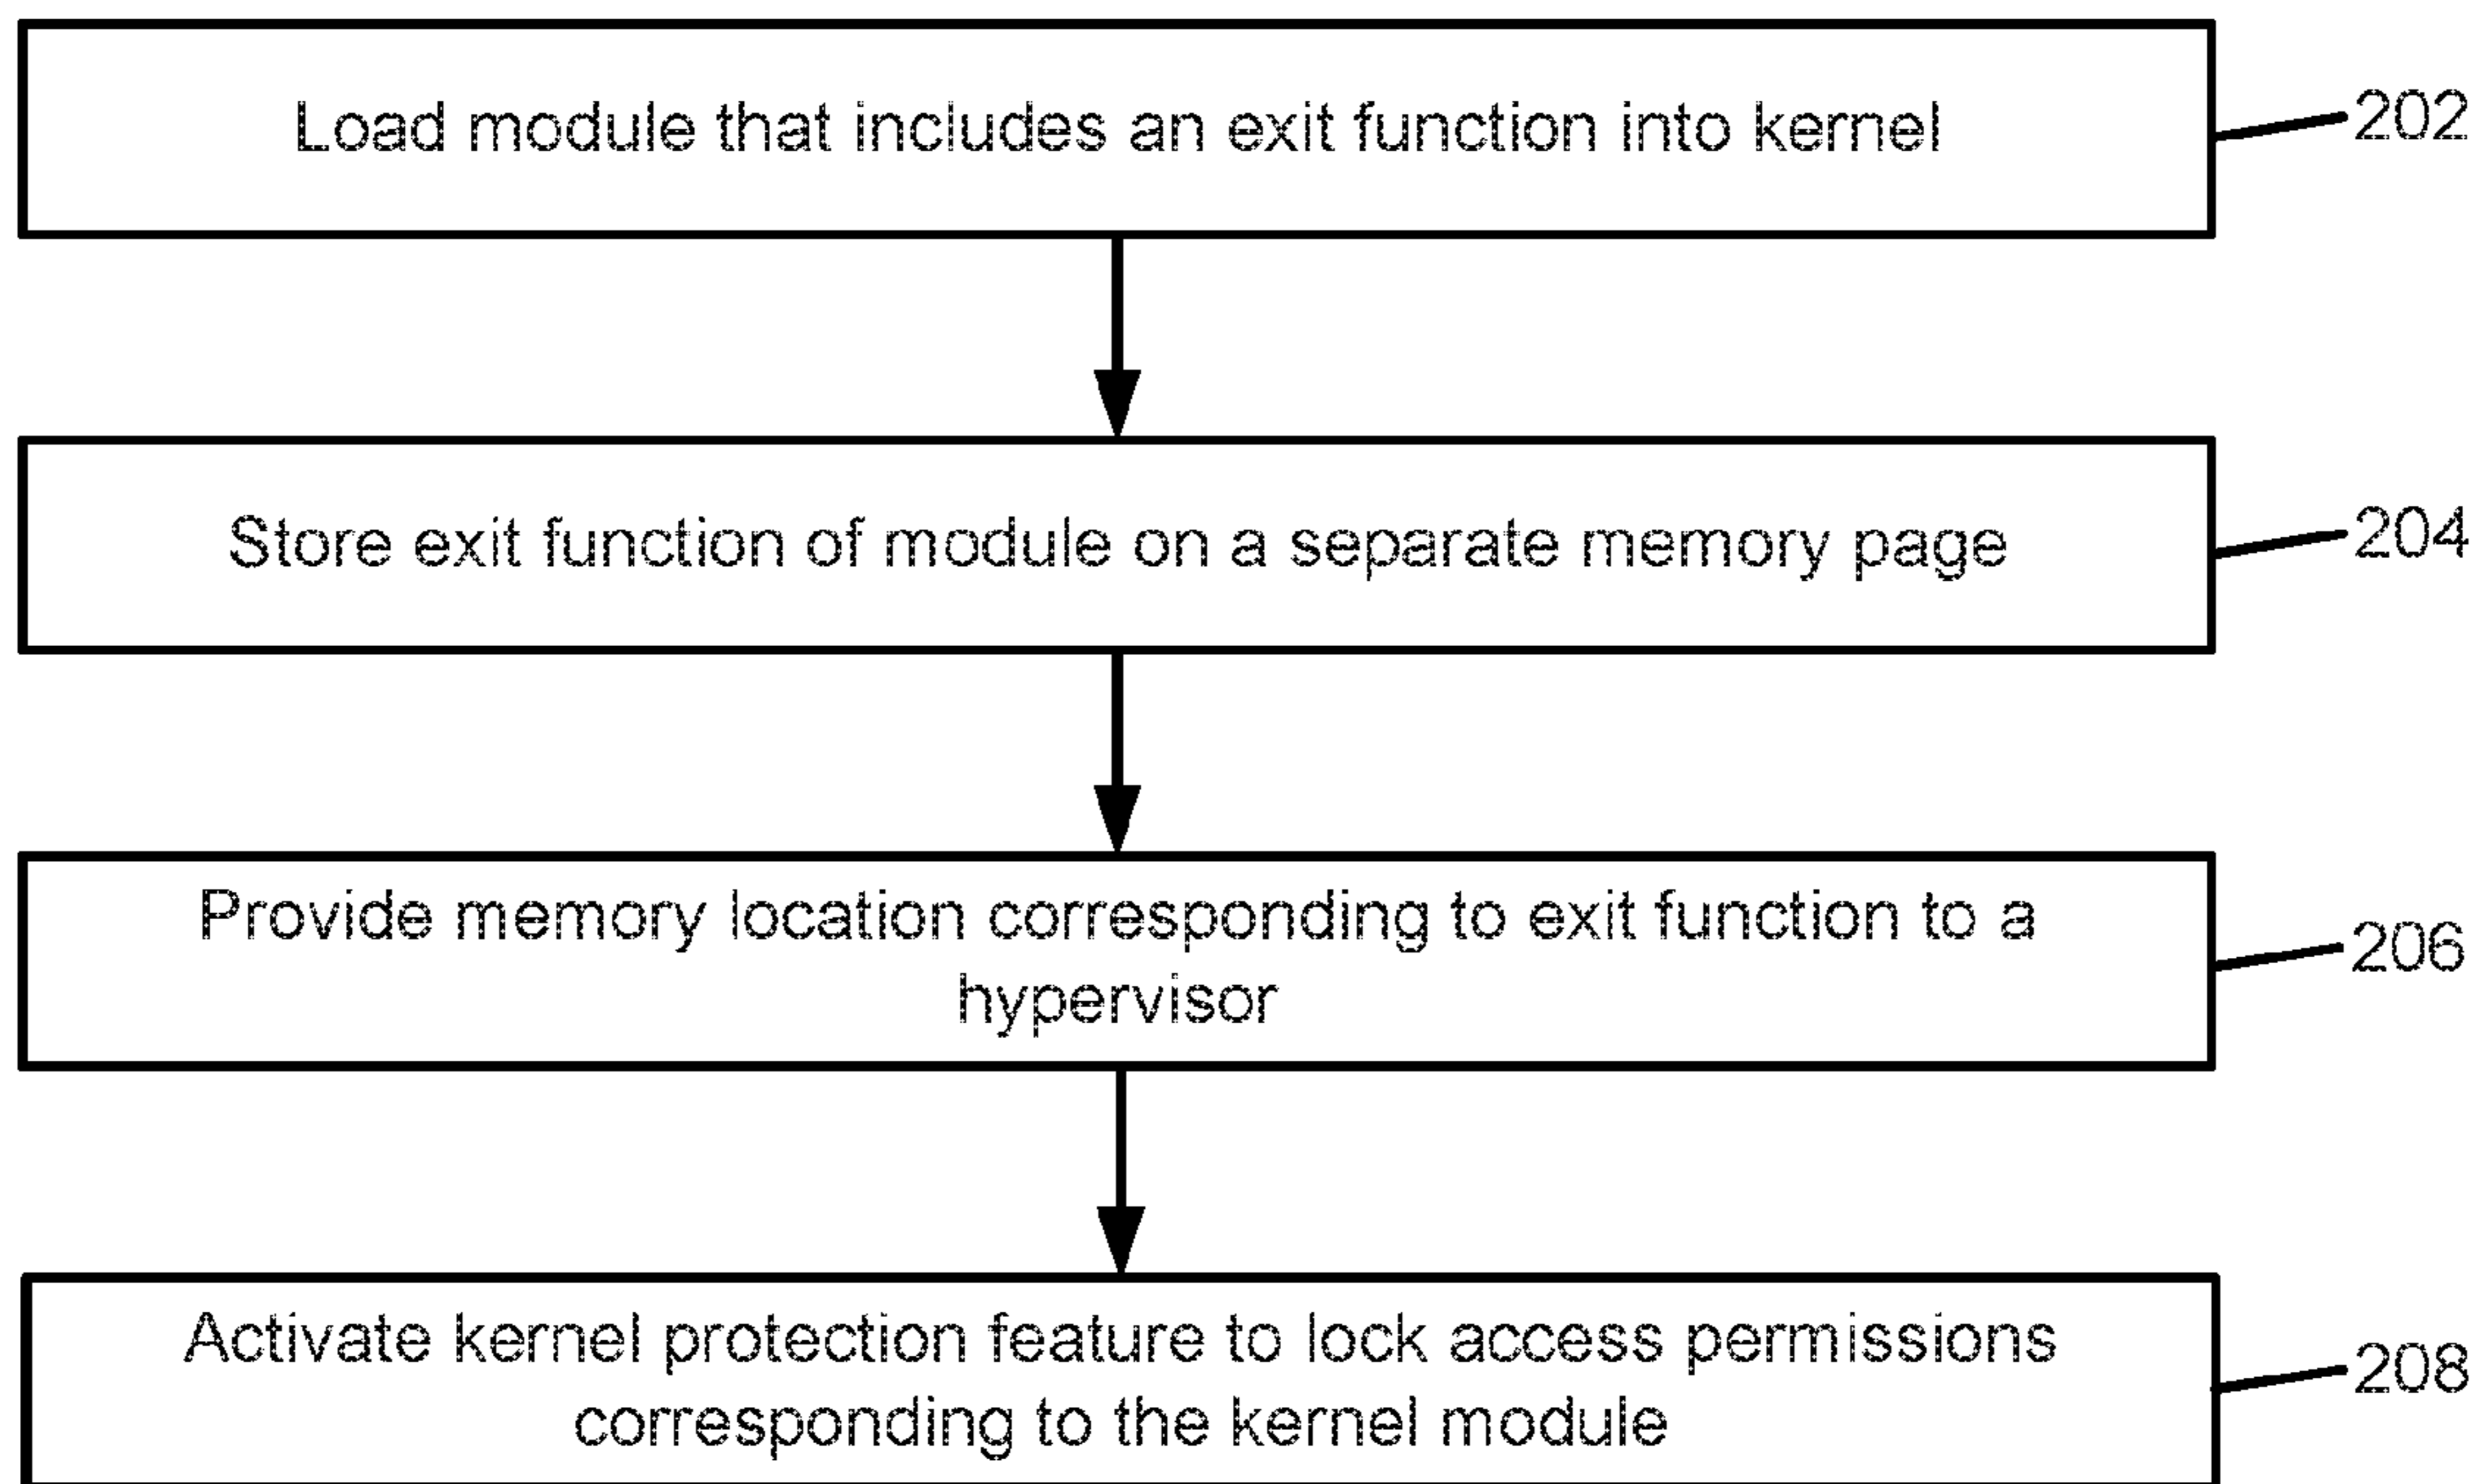 Load module that includes an exit function into kernel
202
Store exit function of module on a separate memory page
204
Provide memory location corresponding to exit function to a
hypervisor
206
Activate kernel protection feature to lock access permissions
corresponding to the kernel module
208